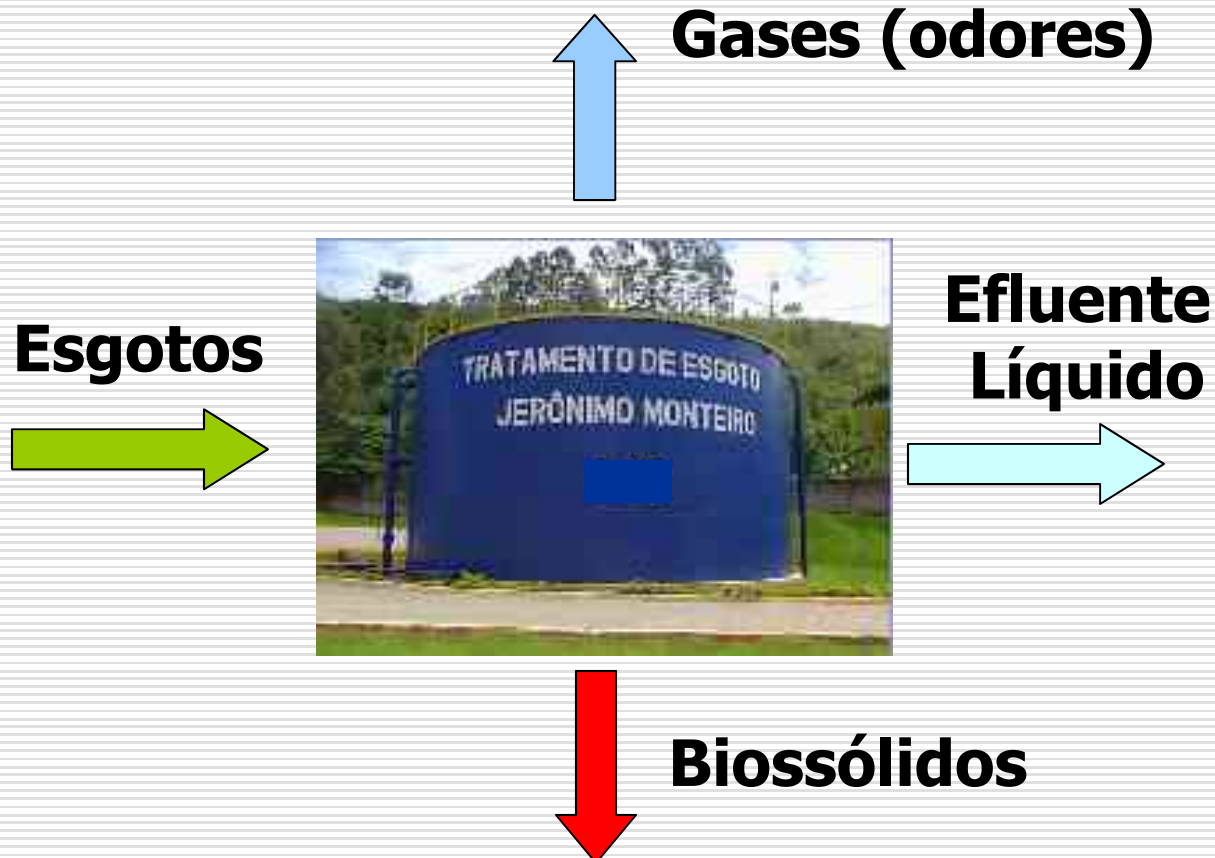 Gases (odores)
Esgotos
TRATAMENTO DE ESGOTO
JERÔNIMO MONTEIRO
Efluente
Líquido
Biossólidos